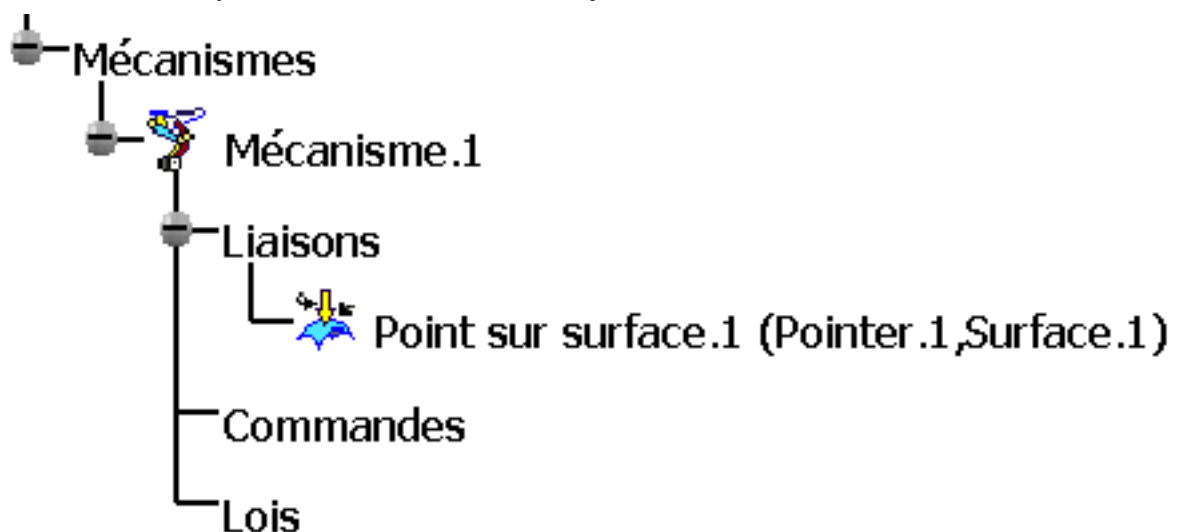 Mécanismes
Mécanisme.1
Liaisons
Point sur surface.1 (Pointer.1,Surface.1)
Commandes
Lois